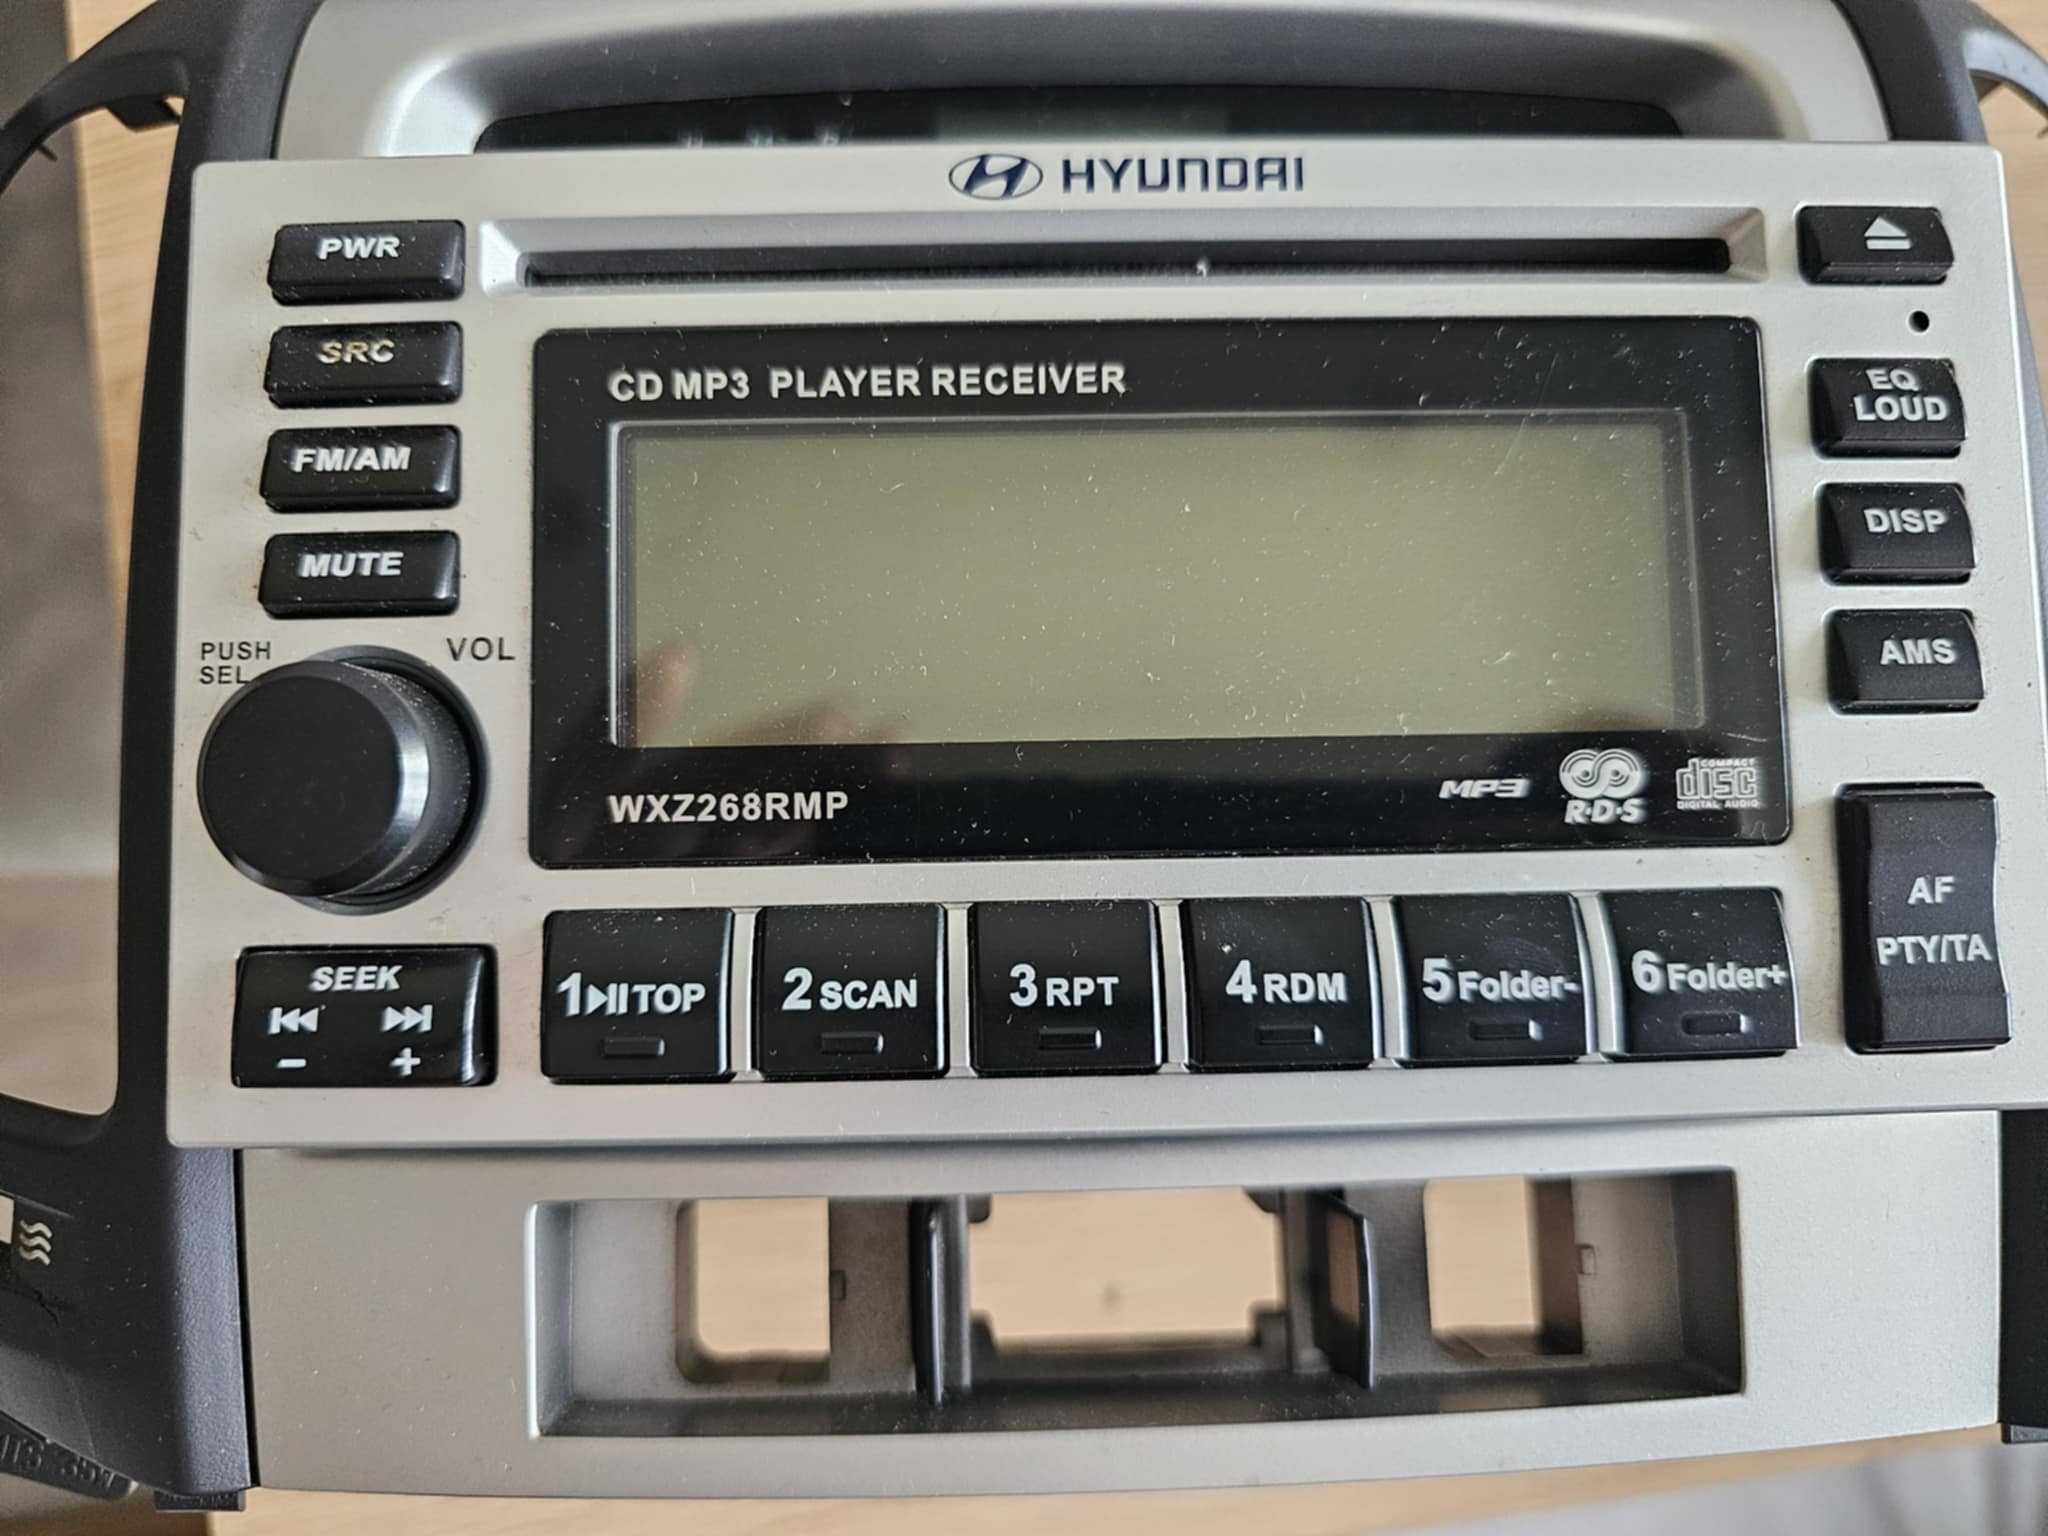 HYUNDAI
PWR
SRC
FM/AM
MUTE
PUSH
SEL
VOL
CD MP3 PLAYER RECEIVER
WXZ268RMP
MP3
R·D·S
COMPACT
disc
DIGITAL AUDIO
EQ
LOUD
DISP
AMS
AF
PTY/TA
SEEK
- +
1 TOP
2 SCAN
3 RPT
4 RDM
5 Folder-
6 Folder+